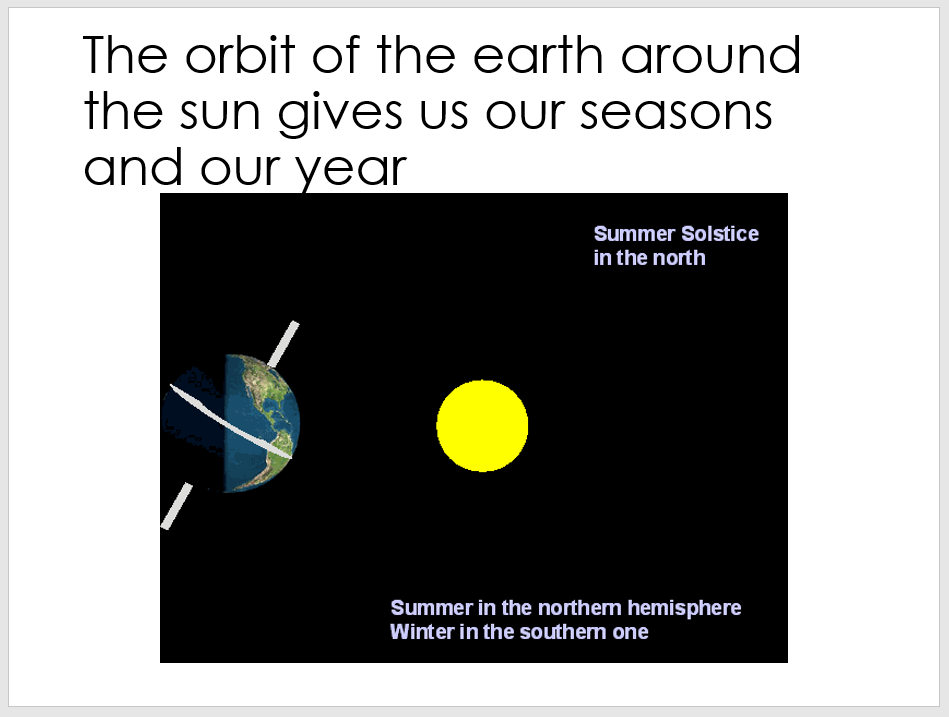 The orbit of the earth around
the sun gives us our seasons
and our year
Summer Solstice
in the north
Summer in the northern hemisphere
Winter in the southern one